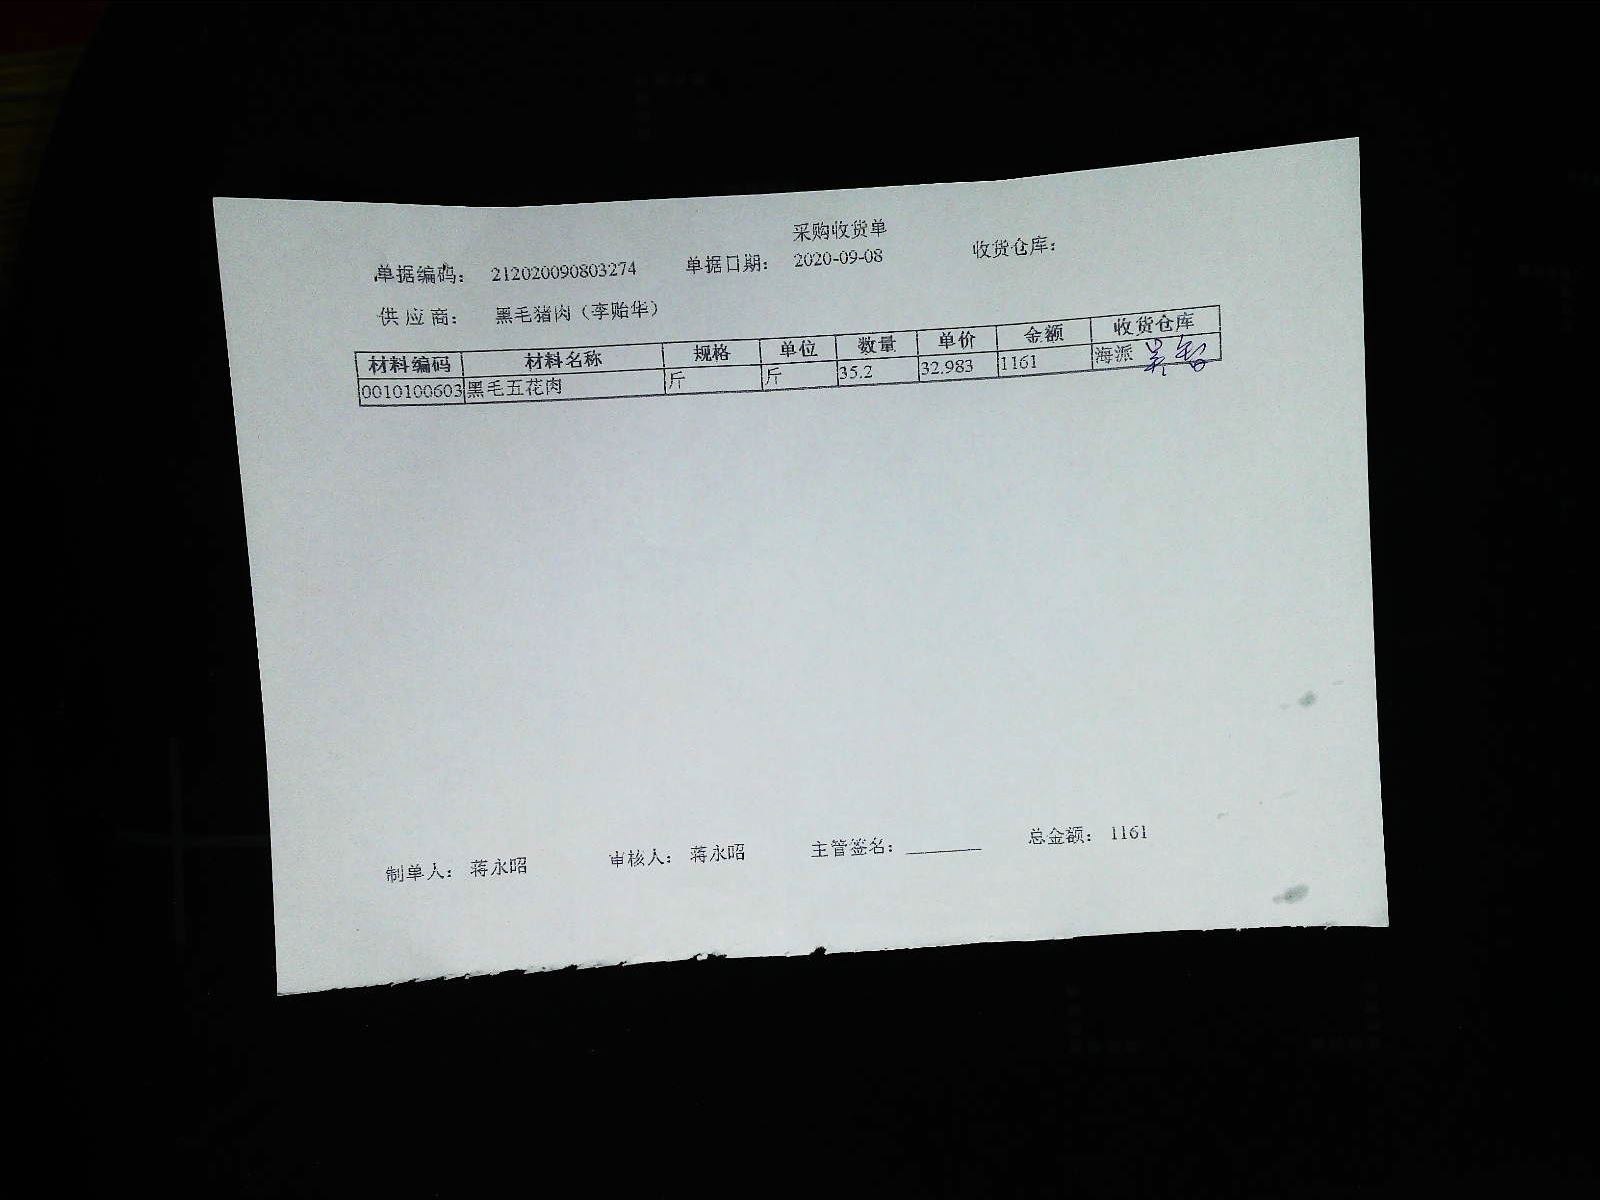 采购收货单
单据编码： 212020090803274 单据日期： 2020-09-08 收货仓库：
供应商： 黑毛猪肉（李贻华）
材料编码 材料名称 规格 单位 数量 单价 金额 收货仓库
0010100603 黑毛五花肉 斤 斤 35.2 32.983 1161 海派
制单人： 蒋永昭 审核人： 蒋永昭 主管签名：________ 总金额： 1161